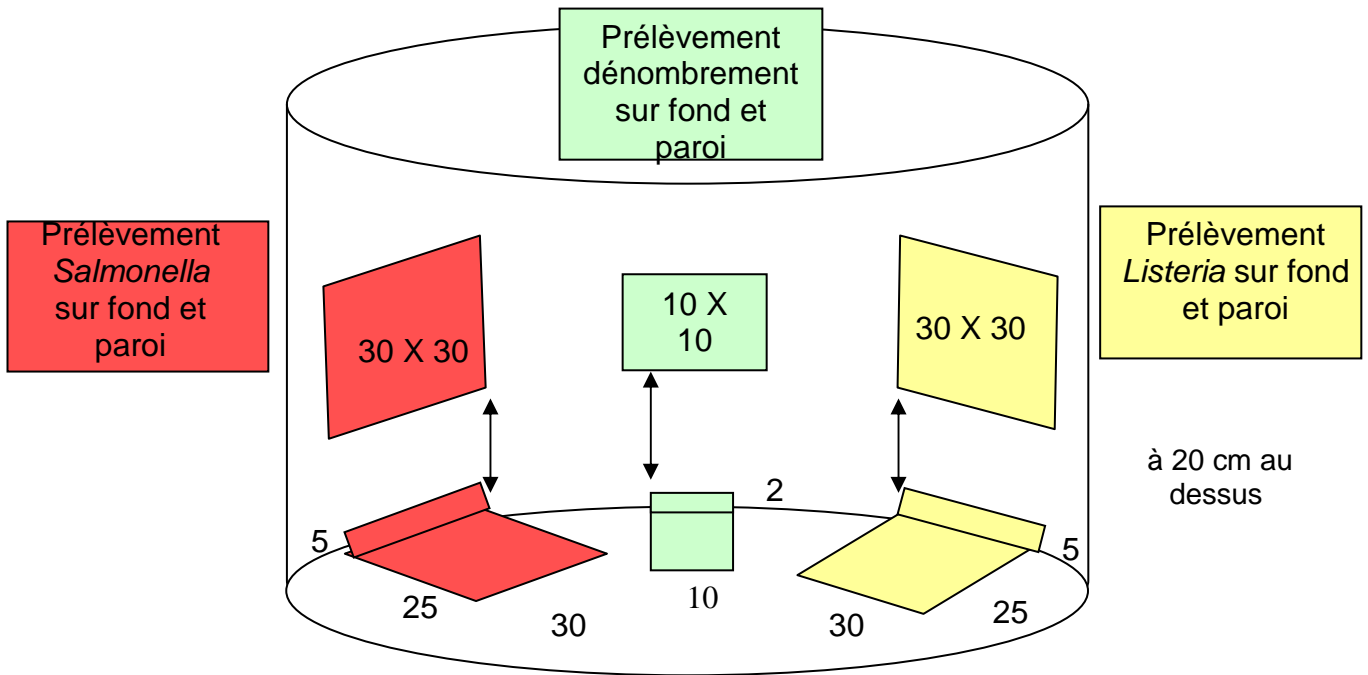 Prélèvement
dénombrement
sur fond et
paroi
Prélèvement
Salmonella
sur fond et
paroi
Prélèvement
Listeria sur fond
et paroi
30 X 30
10 X
10
30 X 30
à 20 cm au
dessus
2
5
5
25
30
10
30
25